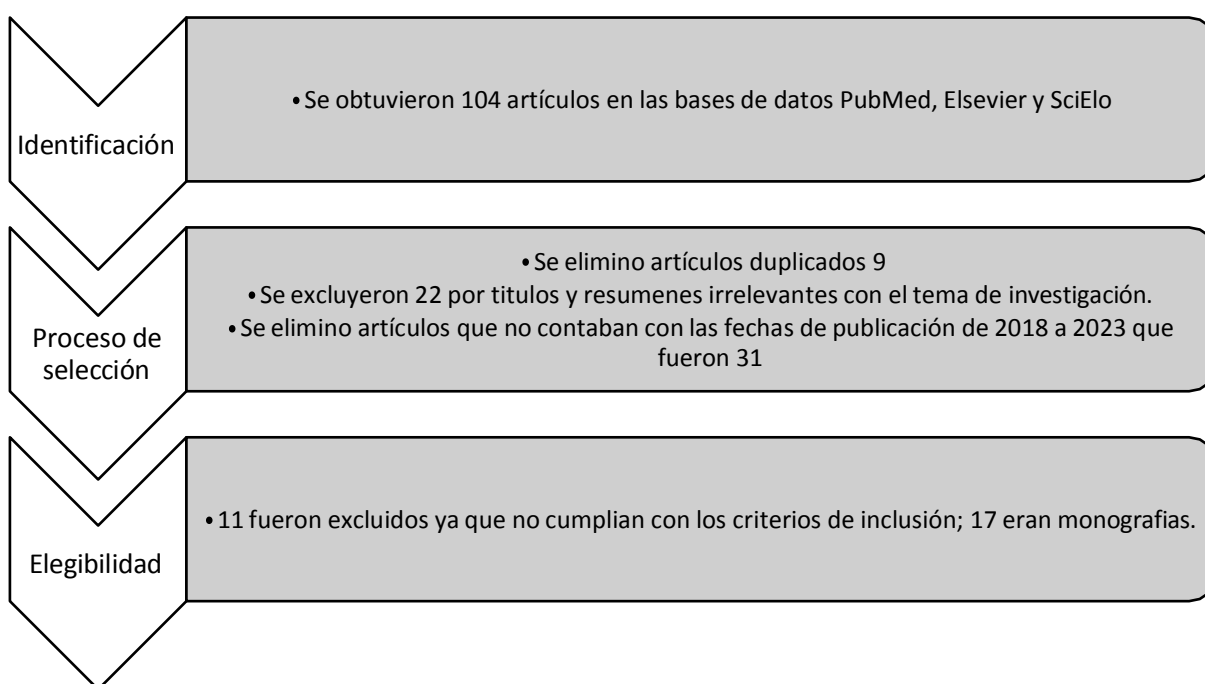 Identificación
• Se obtuvieron 104 artículos en las bases de datos PubMed, Elsevier y SciElo
Proceso de
selección
• Se elimino artículos duplicados 9
• Se excluyeron 22 por titulos y resumenes irrelevantes con el tema de investigación.
• Se elimino artículos que no contaban con las fechas de publicación de 2018 a 2023 que
fueron 31
Elegibilidad
• 11 fueron excluidos ya que no cumplian con los criterios de inclusión; 17 eran monografias.